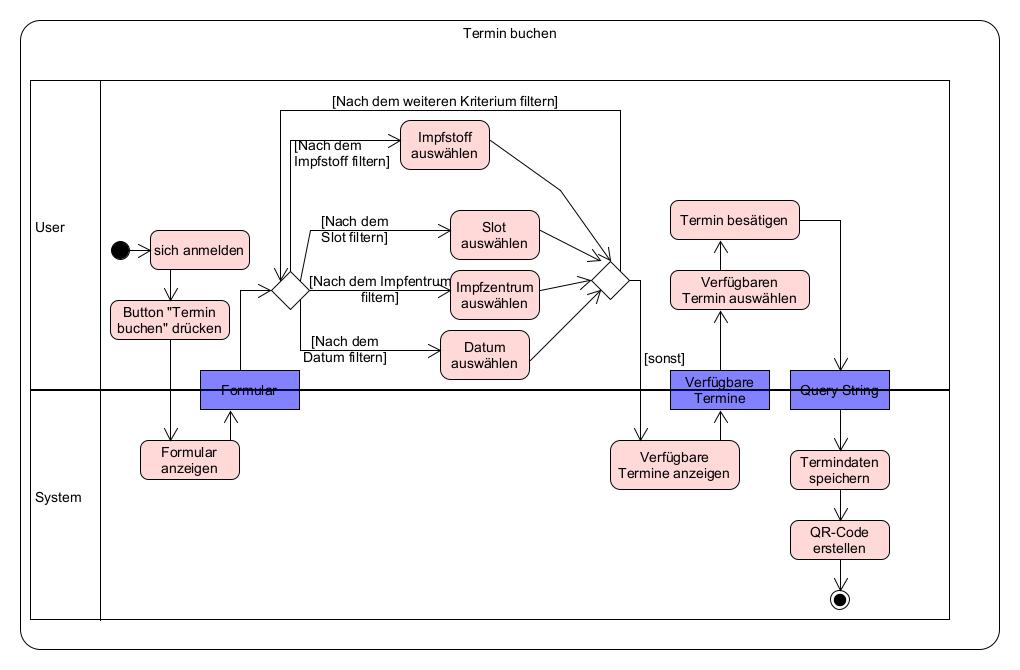 Termin buchen
[Nach dem weiteren Kriterium filtern]
[Nach dem
Impfstoff filtern]
Impfstoff
auswählen
User
sich anmelden
Button "Termin
buchen" drücken
[Nach dem
Slot filtern]
Slot
auswählen
[Nach dem Impfentrum
filtern]
Impfzentrum
auswählen
[Nach dem
Datum filtern]
Datum
auswählen
[sonst]
Termin besätigen
Verfügbaren
Termin auswählen
Formular
Verfügbare
Termine
Query String
System
Formular
anzeigen
Verfügbare
Termine anzeigen
Termindaten
speichern
QR-Code
erstellen